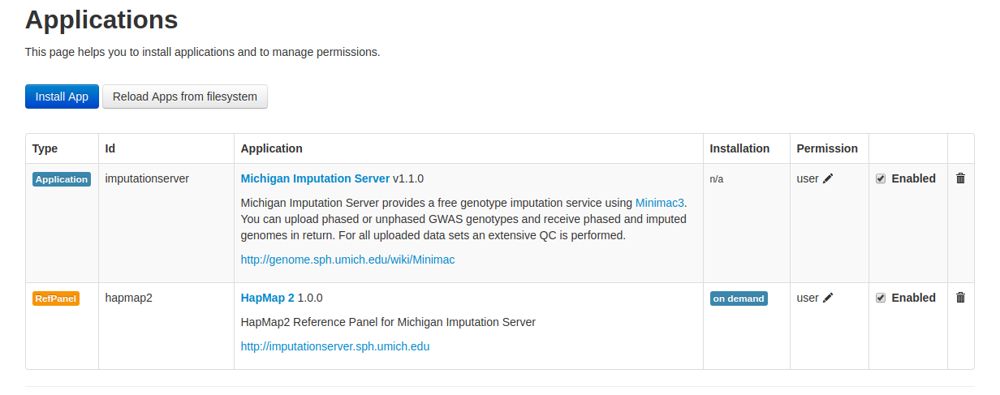 Applications
This page helps you to install applications and to manage permissions.
Install App Reload Apps from filesystem
Type Id Application Installation Permission
Application imputationserver Michigan Imputation Server v1.1.0 n/a user Enabled
Michigan Imputation Server provides a free genotype imputation service using Minimac3.
You can upload phased or unphased GWAS genotypes and receive phased and imputed
genomes in return. For all uploaded data sets an extensive QC is performed.
http://genome.sph.umich.edu/wiki/Minimac
RefPanel hapmap2 HapMap 2 1.0.0 on demand user Enabled
HapMap2 Reference Panel for Michigan Imputation Server
http://imputationserver.sph.umich.edu